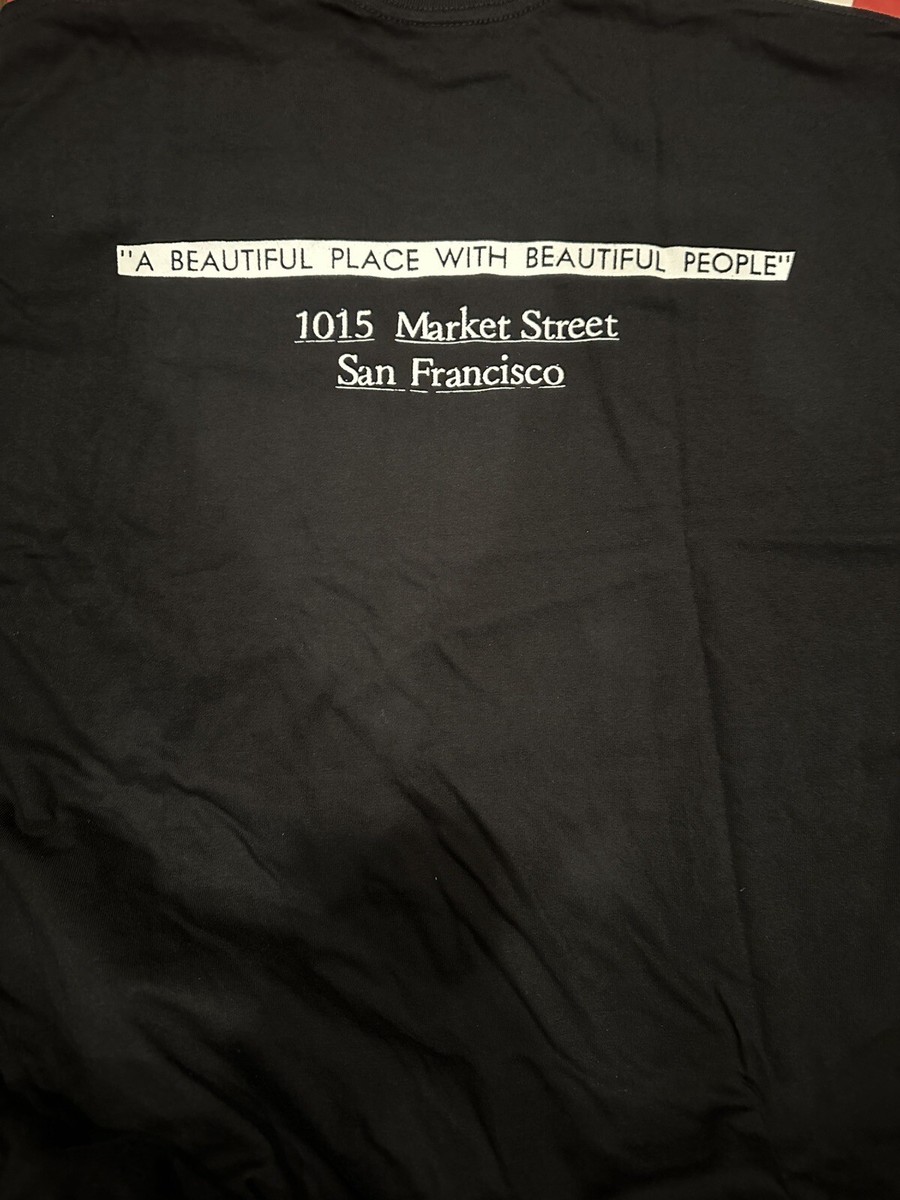 "A BEAUTIFUL PLACE WITH BEAUTIFUL PEOPLE"
1015 Market Street
San Francisco